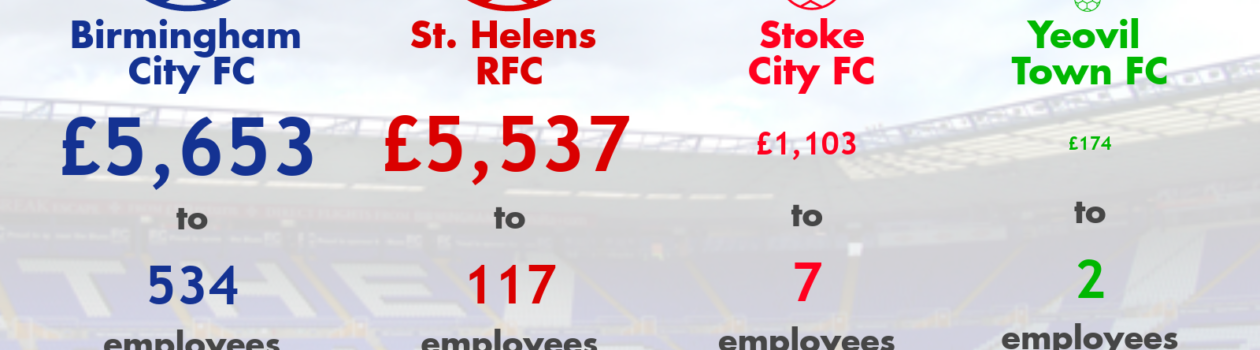 Birmingham
City FC
£5,653
to
534
employees
St. Helens
RFC
£5,537
to
117
employees
Stoke
City FC
£1,103
to
7
employees
Yeovil
Town FC
£174
to
2
employees
THE